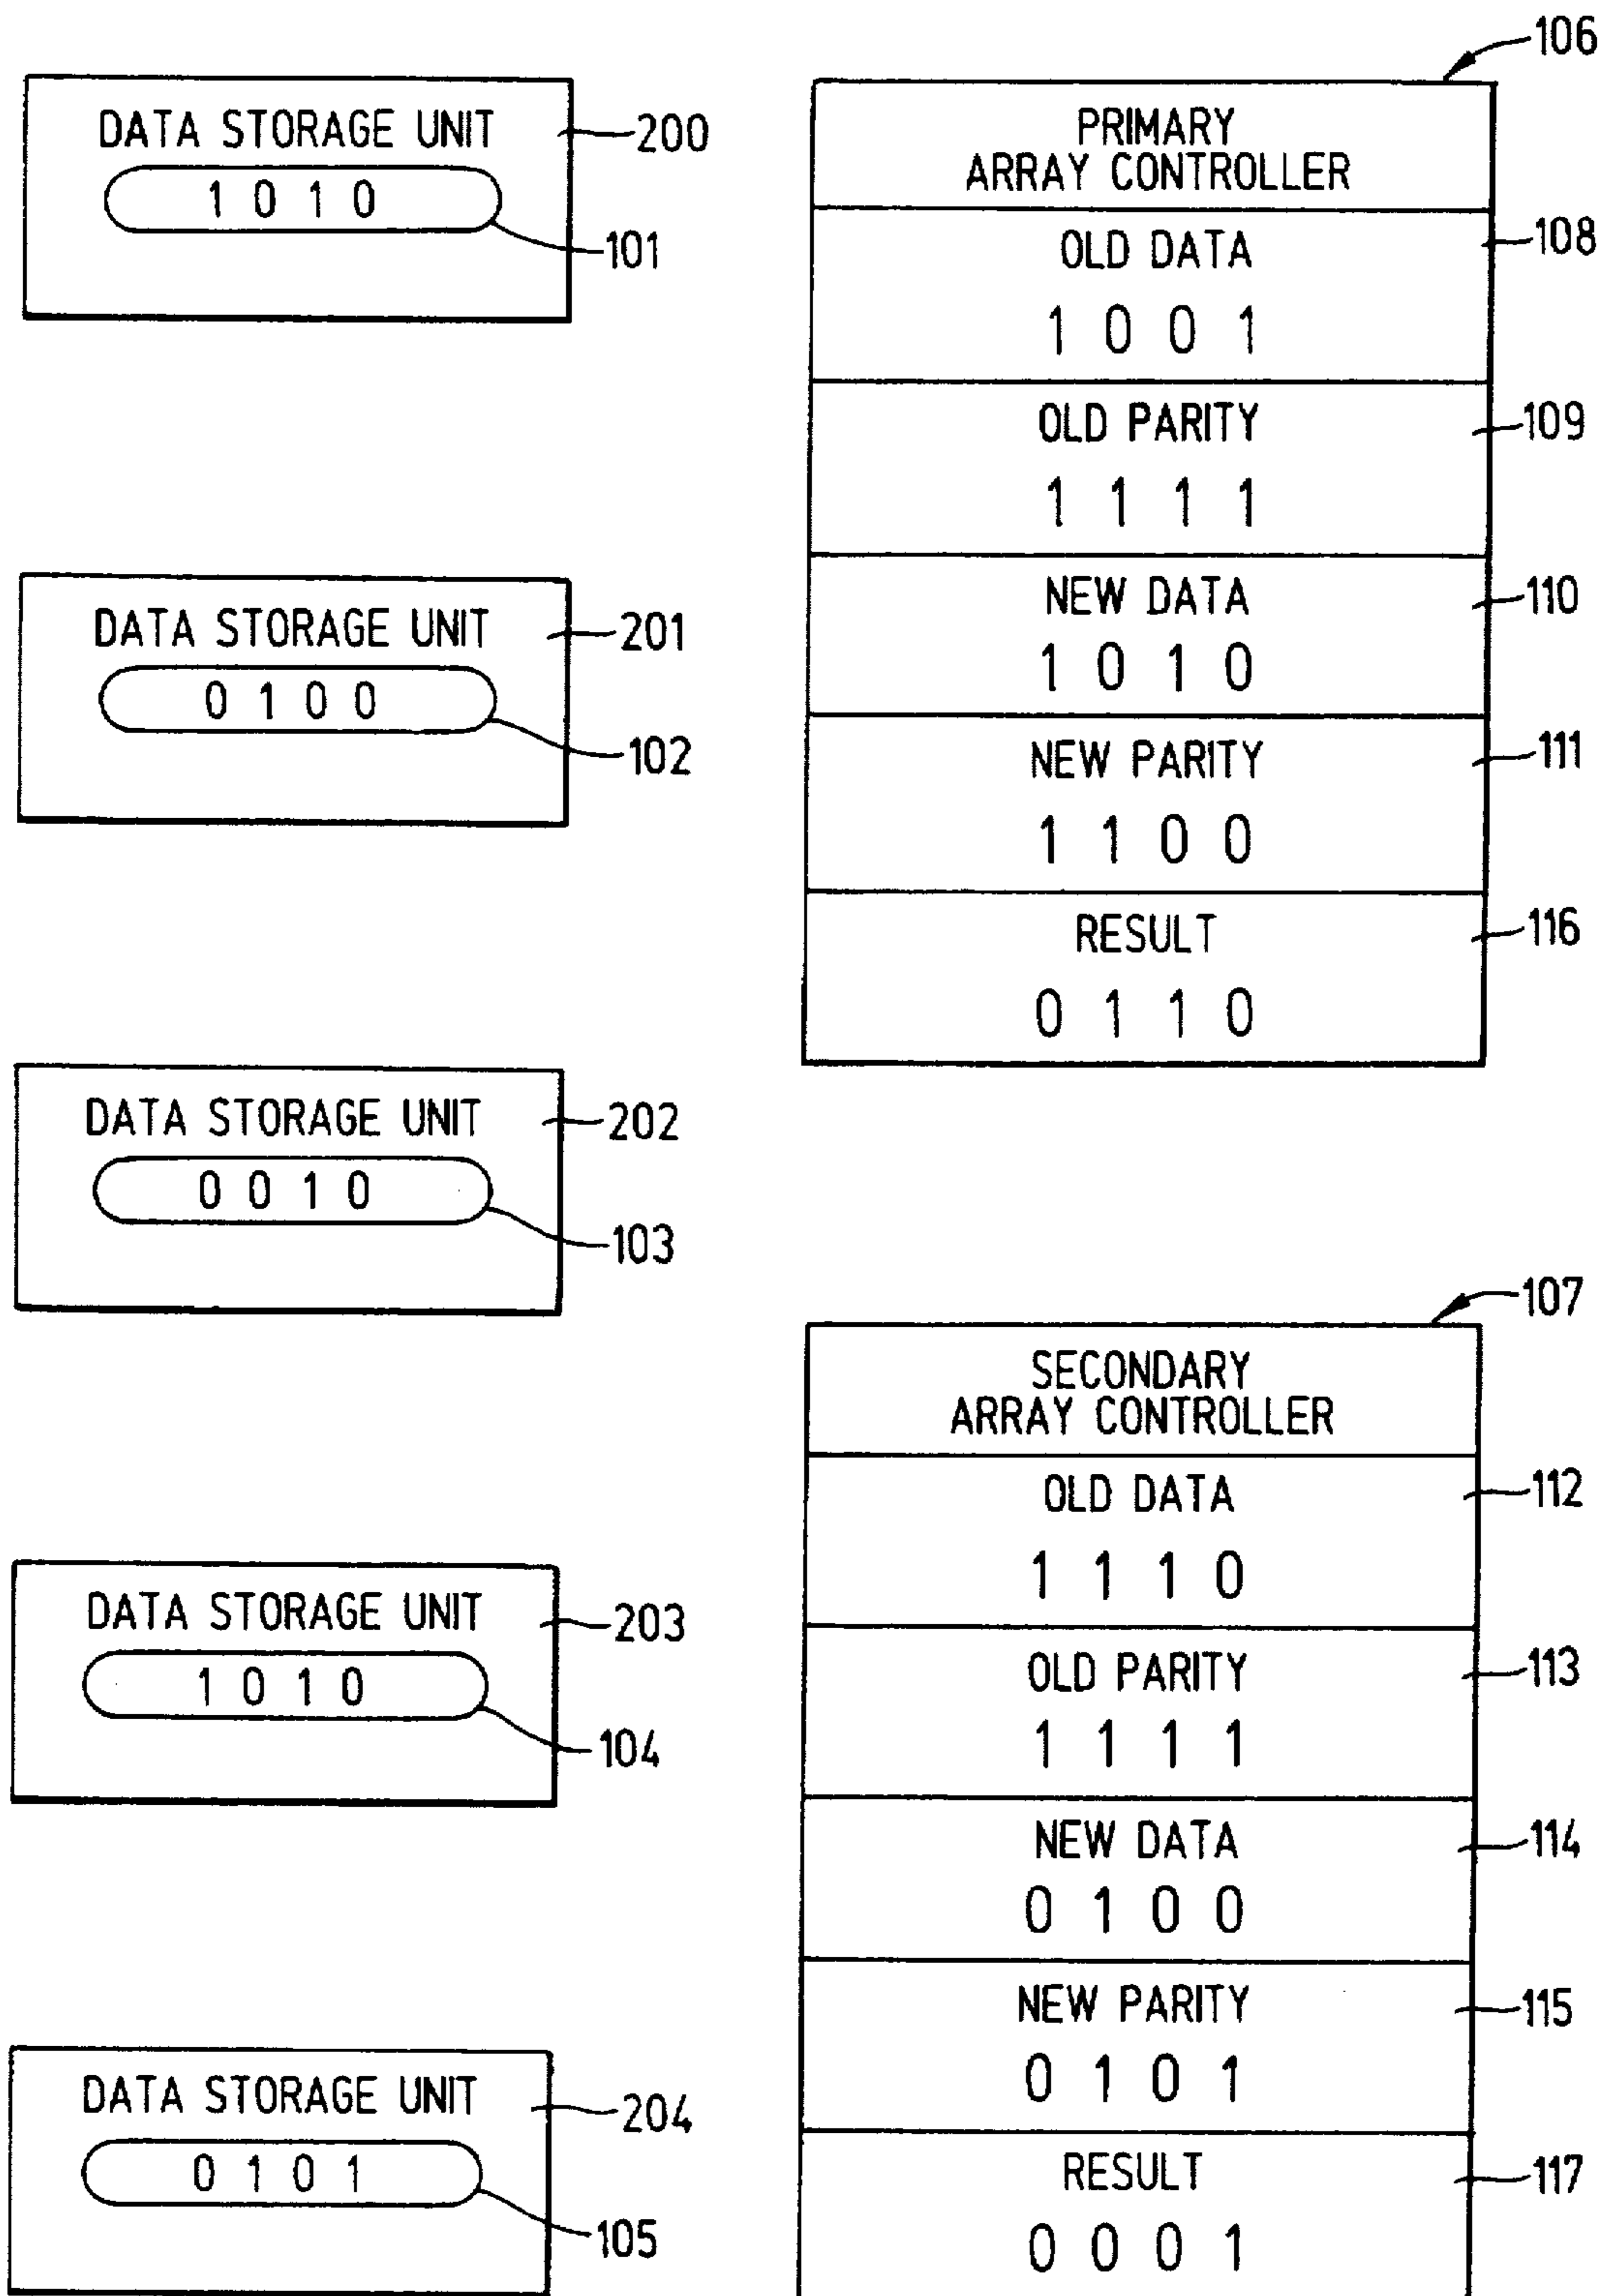 DATA STORAGE UNIT
200
1 0 1 0
101
DATA STORAGE UNIT
201
0 1 0 0
102
DATA STORAGE UNIT
202
0 0 1 0
103
DATA STORAGE UNIT
203
1 0 1 0
104
DATA STORAGE UNIT
204
0 1 0 1
105
106
PRIMARY
ARRAY CONTROLLER
OLD DATA
108
1 0 0 1
OLD PARITY
109
1 1 1 1
NEW DATA
110
1 0 1 0
NEW PARITY
111
1 1 0 0
RESULT
116
0 1 1 0
107
SECONDARY
ARRAY CONTROLLER
OLD DATA
112
1 1 1 0
OLD PARITY
113
1 1 1 1
NEW DATA
114
0 1 0 0
NEW PARITY
115
0 1 0 1
RESULT
117
0 0 0 1